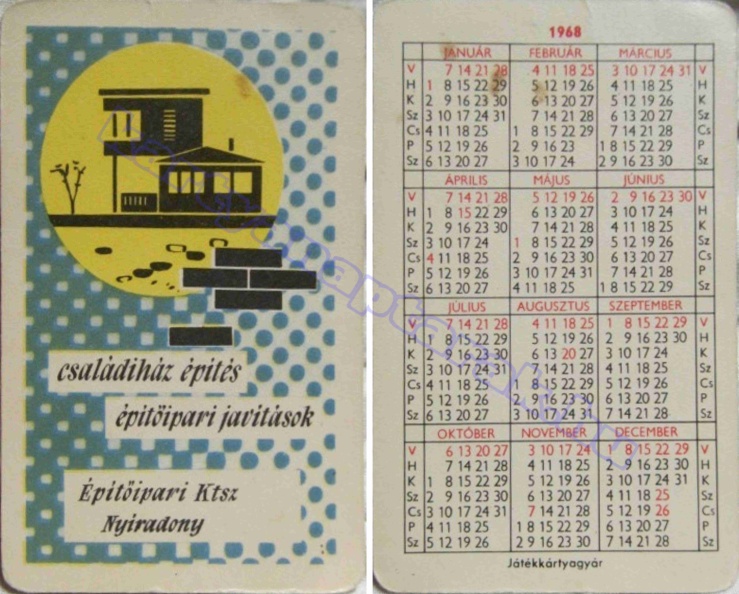 családiház építés
építőipari javítások
Építőipari Ktsz
Nyíradony
1968
JANUÁR FEBRUÁR MÁRCIUS
V 7 14 21 28 4 11 18 25 3 10 17 24 31 V
H 1 8 15 22 29 5 12 19 26 4 11 18 25 H
K 2 9 16 23 30 6 13 20 27 5 12 19 26 K
Sz 3 10 17 24 31 7 14 21 28 6 13 20 27 Sz
Cs 4 11 18 25 1 8 15 22 29 7 14 21 28 Cs
P 5 12 19 26 2 9 16 23 1 8 15 22 29 P
Sz 6 13 20 27 3 10 17 24 2 9 16 23 30 Sz
ÁPRILIS MÁJUS JÚNIUS
V 7 14 21 28 5 12 19 26 2 9 16 23 30 V
H 1 8 15 22 29 6 13 20 27 3 10 17 24 H
K 2 9 16 23 30 7 14 21 28 4 11 18 25 K
Sz 3 10 17 24 1 8 15 22 29 5 12 19 26 Sz
Cs 4 11 18 25 2 9 16 23 30 6 13 20 27 Cs
P 5 12 19 26 3 10 17 24 31 7 14 21 28 P
Sz 6 13 20 27 4 11 18 25 1 8 15 22 29 Sz
JÚLIUS AUGUSZTUS SZEPTEMBER
V 7 14 21 28 4 11 18 25 1 8 15 22 29 V
H 1 8 15 22 29 5 12 19 26 2 9 16 23 30 H
K 2 9 16 23 30 6 13 20 27 3 10 17 24 K
Sz 3 10 17 24 31 7 14 21 28 4 11 18 25 Sz
Cs 4 11 18 25 1 8 15 22 29 5 12 19 26 Cs
P 5 12 19 26 2 9 16 23 30 6 13 20 27 P
Sz 6 13 20 27 3 10 17 24 31 7 14 21 28 Sz
OKTÓBER NOVEMBER DECEMBER
V 6 13 20 27 3 10 17 24 1 8 15 22 29 V
H 7 14 21 28 4 11 18 25 2 9 16 23 30 H
K 1 8 15 22 29 5 12 19 26 3 10 17 24 31 K
Sz 2 9 16 23 30 6 13 20 27 4 11 18 25 Sz
Cs 3 10 17 24 31 7 14 21 28 5 12 19 26 Cs
P 4 11 18 25 1 8 15 22 29 6 13 20 27 P
Sz 5 12 19 26 2 9 16 23 30 7 14 21 28 Sz
Játékkártyagyár